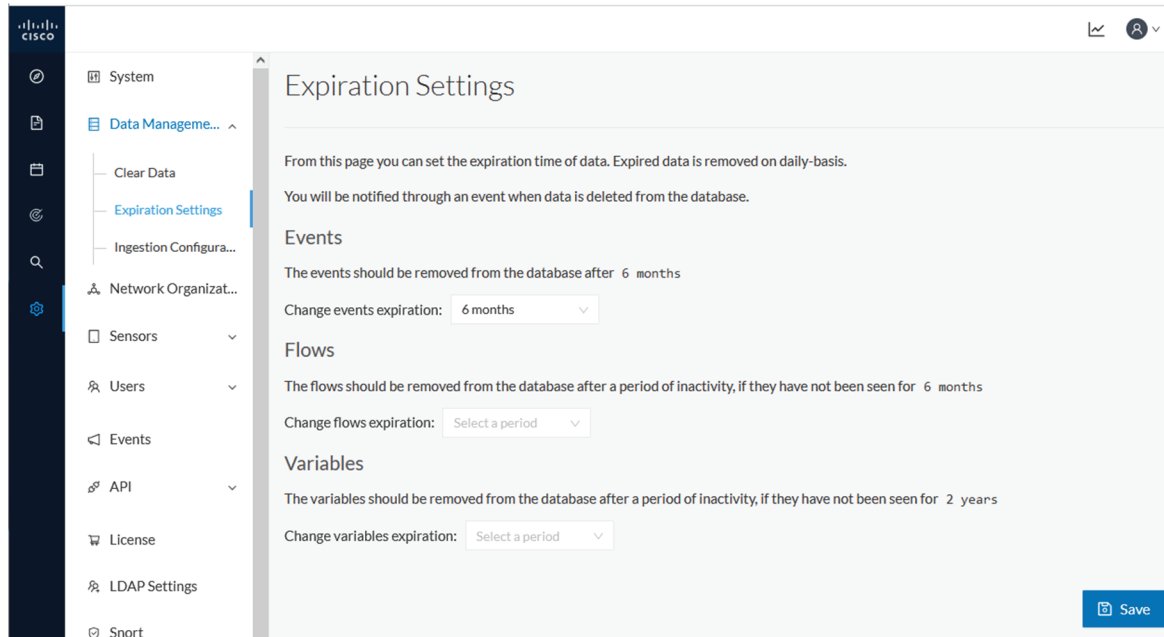 CISCO
System
Data Manageme...
Clear Data
Expiration Settings
Ingestion Configura...
Network Organizat...
Sensors
Users
Events
API
License
LDAP Settings
Snort
Expiration Settings
From this page you can set the expiration time of data. Expired data is removed on daily-basis.
You will be notified through an event when data is deleted from the database.
Events
The events should be removed from the database after 6 months
Change events expiration: 6 months
Flows
The flows should be removed from the database after a period of inactivity, if they have not been seen for 6 months
Change flows expiration: Select a period
Variables
The variables should be removed from the database after a period of inactivity, if they have not been seen for 2 years
Change variables expiration: Select a period
Save